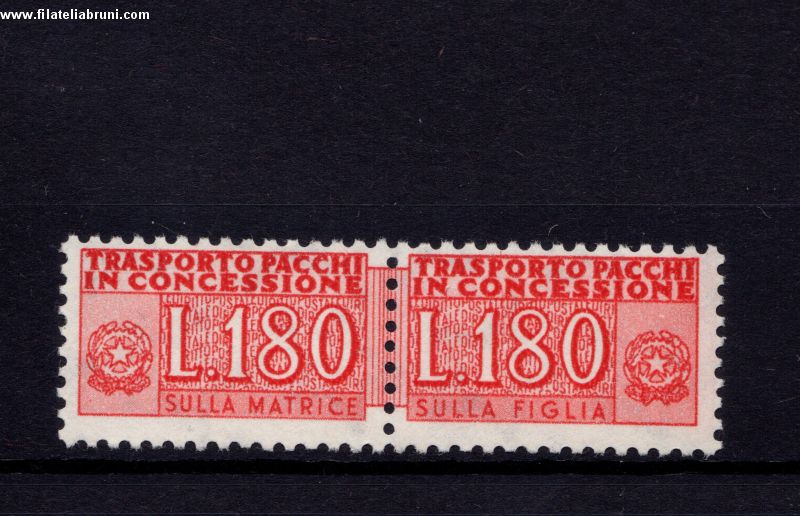 www.filateliabruni.com
TRASPORTO PACCHI
IN CONCESSIONE
L.180
SULLA MATRICE
TRASPORTO PACCHI
IN CONCESSIONE
L.180
SULLA FIGLIA